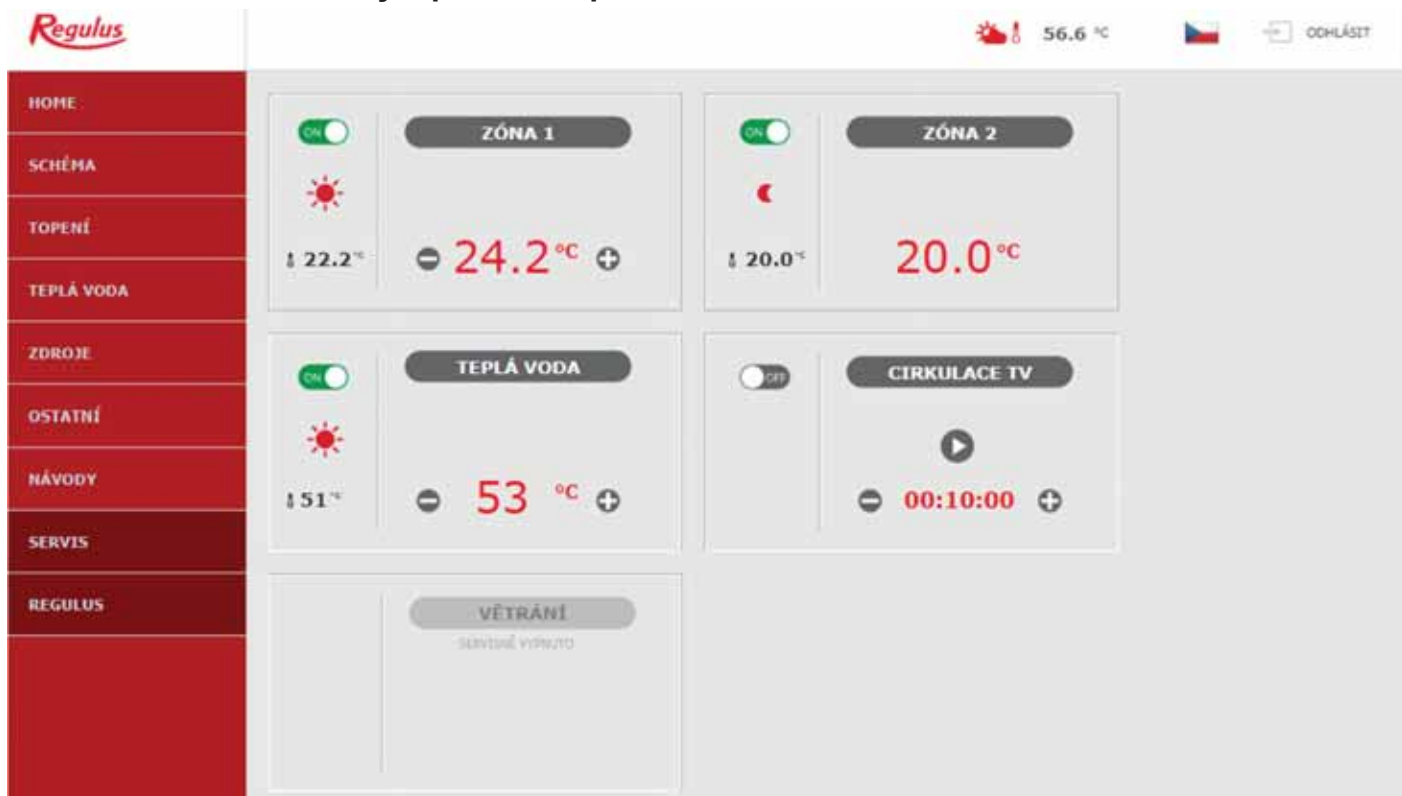 Regulus
56.6 °C
ODHLÁSIT
HOME
SCHÉMA
TOPENÍ
TEPLÁ VODA
ZDROJE
OSTATNÍ
NÁVODY
SERVIS
REGULUS
ON
ZÓNA 1
22.2°C
24.2°C
ON
ZÓNA 2
20.0°C
20.0°C
ON
TEPLÁ VODA
51°C
53 °C
OFF
CIRKULACE TV
00:10:00
VĚTRÁNÍ
SERVISNĚ VYPNUTO